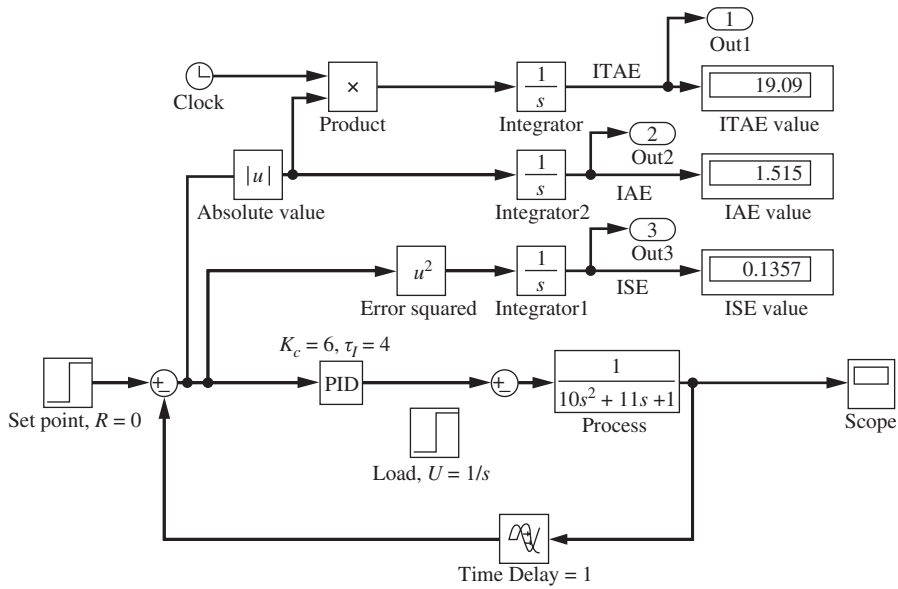 1
Out1
Clock
×
Product
1
s
Integrator
ITAE
19.09
ITAE value
|u|
Absolute value
1
s
Integrator2
2
Out2
IAE
1.515
IAE value
u²
Error squared
1
s
Integrator1
3
Out3
ISE
0.1357
ISE value
K_c = 6, τ_I = 4
Set point, R = 0
+
−
PID
+
−
1
10s² + 11s +1
Process
Scope
Load, U = 1/s
Time Delay = 1